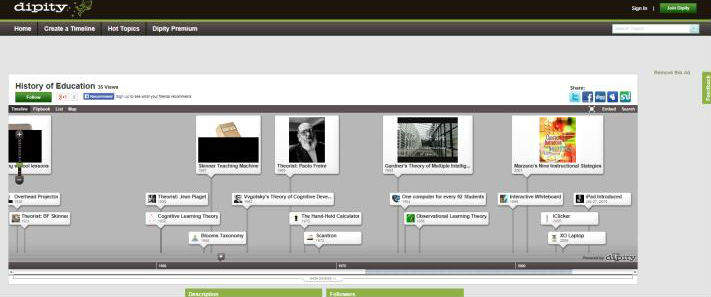 dipity
Sign In | Join Dipity
Home Create a Timeline Hot Topics Dipity Premium
Remove this Ad
Feedback
History of Education 35 Views
Share:
Follow
Recommend Sign up to see what your friends recommend.
Timeline Flipbook List Map
Embed Search
lessons
Skinner Teaching Machine
Theorist: Paolo Freire
Gardner's Theory of Multiple Intellig...
Marzano's Nine Instructional Stategies
Overhead Projector
Theorist: Jean Piaget
Vygotsky's Theory of Cognitive Deve...
One computer for every 92 Students
Interactive Whiteboard
iPad Introduced
Theorist: BF Skinner
Cognitive Learning Theory
The Hand-Held Calculator
Observational Learning Theory
iClicker
Blooms Taxonomy
Scantron
XO Laptop
Powered by dipity
Description
Followers